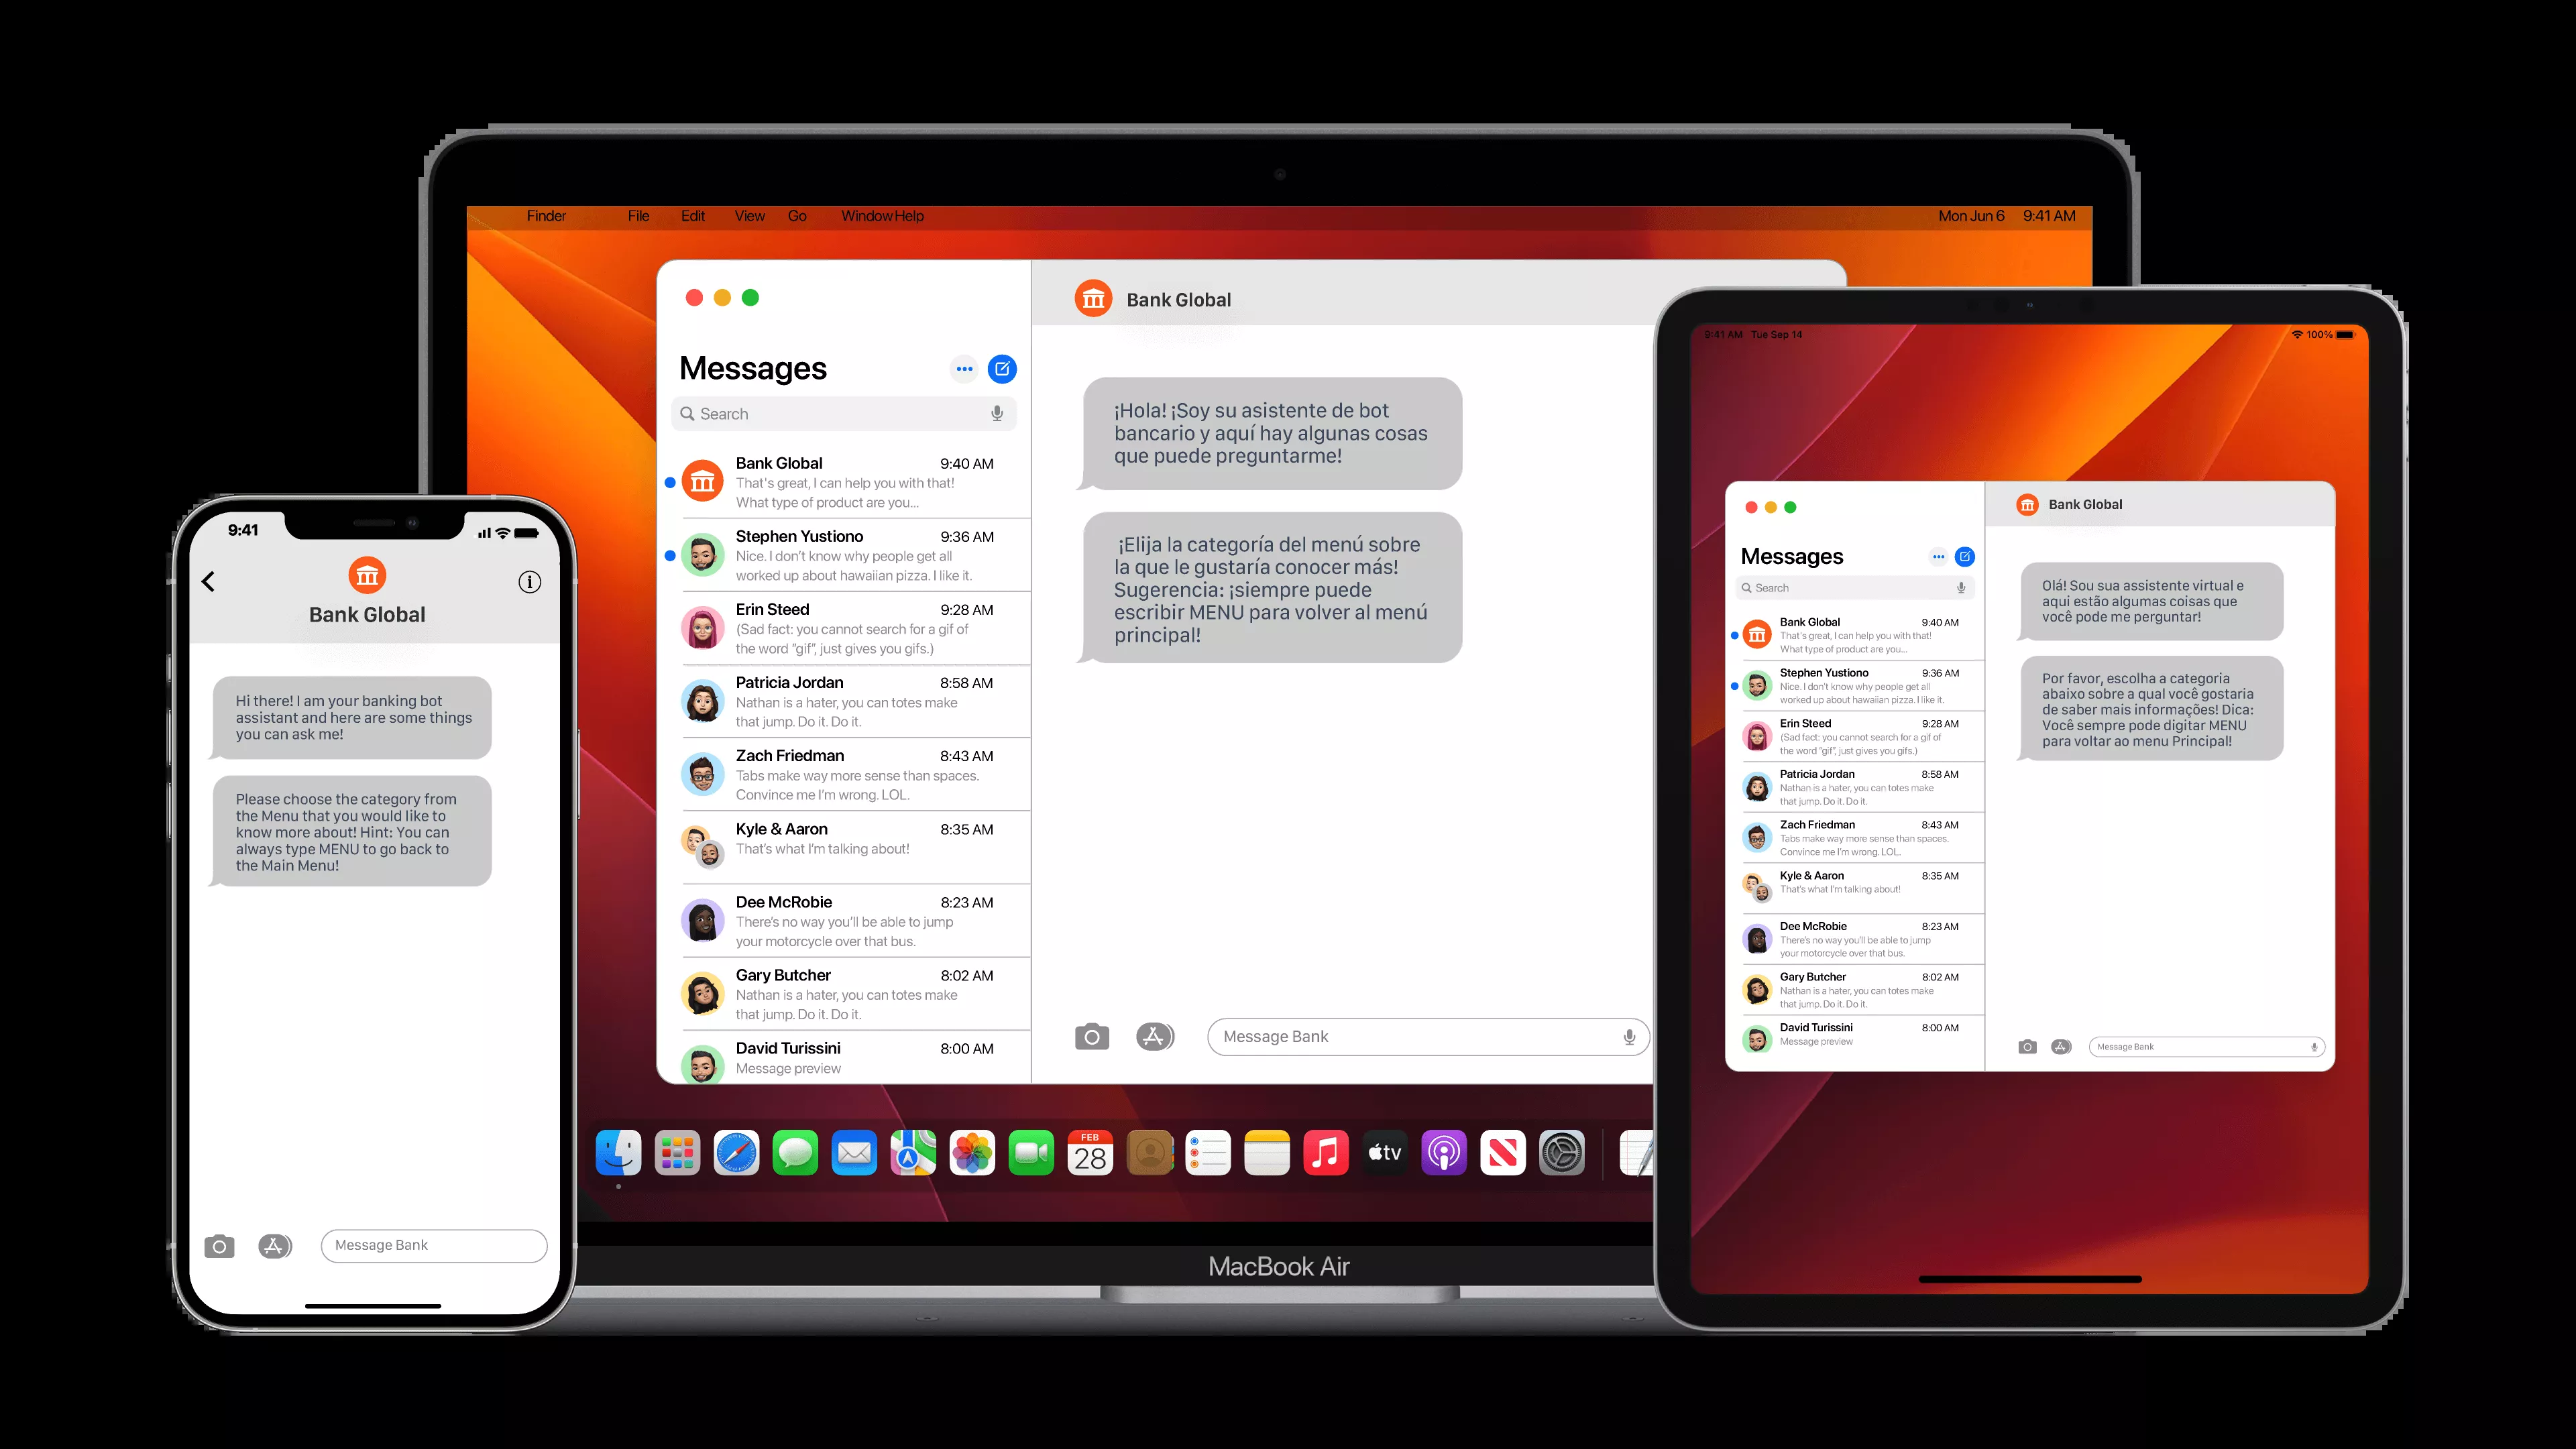 Finder File Edit View Go Window Help
Mon Jun 6 9:41 AM
Messages
Search
Bank Global 9:40 AM
That's great, I can help you with that!
What type of product are you...
Stephen Yustiono 9:36 AM
Nice. I don't know why people get all
worked up about hawaiian pizza. I like it.
Erin Steed 9:28 AM
(Sad fact: you cannot search for a gif of
the word “gif”, just gives you gifs.)
Patricia Jordan 8:58 AM
Nathan is a hater, you can totes make
that jump. Do it. Do it.
Zach Friedman 8:43 AM
Tabs make way more sense than spaces.
Convince me I'm wrong. LOL.
Kyle & Aaron 8:35 AM
That's what I'm talking about!
Dee McRobie 8:23 AM
There's no way you'll be able to jump
your motorcycle over that bus.
Gary Butcher 8:02 AM
Nathan is a hater, you can totes make
that jump. Do it. Do it.
David Turissini 8:00 AM
Message preview
Bank Global
¡Hola! ¡Soy su asistente de bot
bancario y aquí hay algunas cosas
que puede preguntarme!
¡Elija la categoría del menú sobre
la que le gustaría conocer más!
Sugerencia: ¡siempre puede
escribir MENU para volver al menú
principal!
Message Bank
FEB
28
tv
MacBook Air
9:41
Bank Global
Hi there! I am your banking bot
assistant and here are some things
you can ask me!
Please choose the category from
the Menu that you would like to
know more about! Hint: You can
always type MENU to go back to
the Main Menu!
Message Bank
9:41 AM Tue Sep 14
100%
Messages
Search
Bank Global 9:40 AM
That's great, I can help you with that!
What type of product are you...
Stephen Yustiono 9:36 AM
Nice. I don't know why people get all
worked up about hawaiian pizza. I like it.
Erin Steed 9:28 AM
(Sad fact: you cannot search for a gif of
the word “gif”, just gives you gifs.)
Patricia Jordan 8:58 AM
Nathan is a hater, you can totes make
that jump. Do it. Do it.
Zach Friedman 8:43 AM
Tabs make way more sense than spaces.
Convince me I'm wrong. LOL.
Kyle & Aaron 8:35 AM
That's what I'm talking about!
Dee McRobie 8:23 AM
There's no way you'll be able to jump
your motorcycle over that bus.
Gary Butcher 8:02 AM
Nathan is a hater, you can totes make
that jump. Do it. Do it.
David Turissini 8:00 AM
Message preview
Bank Global
Olá! Sou sua assistente virtual e
aqui estão algumas coisas que
você pode me perguntar!
Por favor, escolha a categoria
abaixo sobre a qual você gostaria
de saber mais informações! Dica:
Você sempre pode digitar MENU
para voltar ao menu Principal!
Message Bank